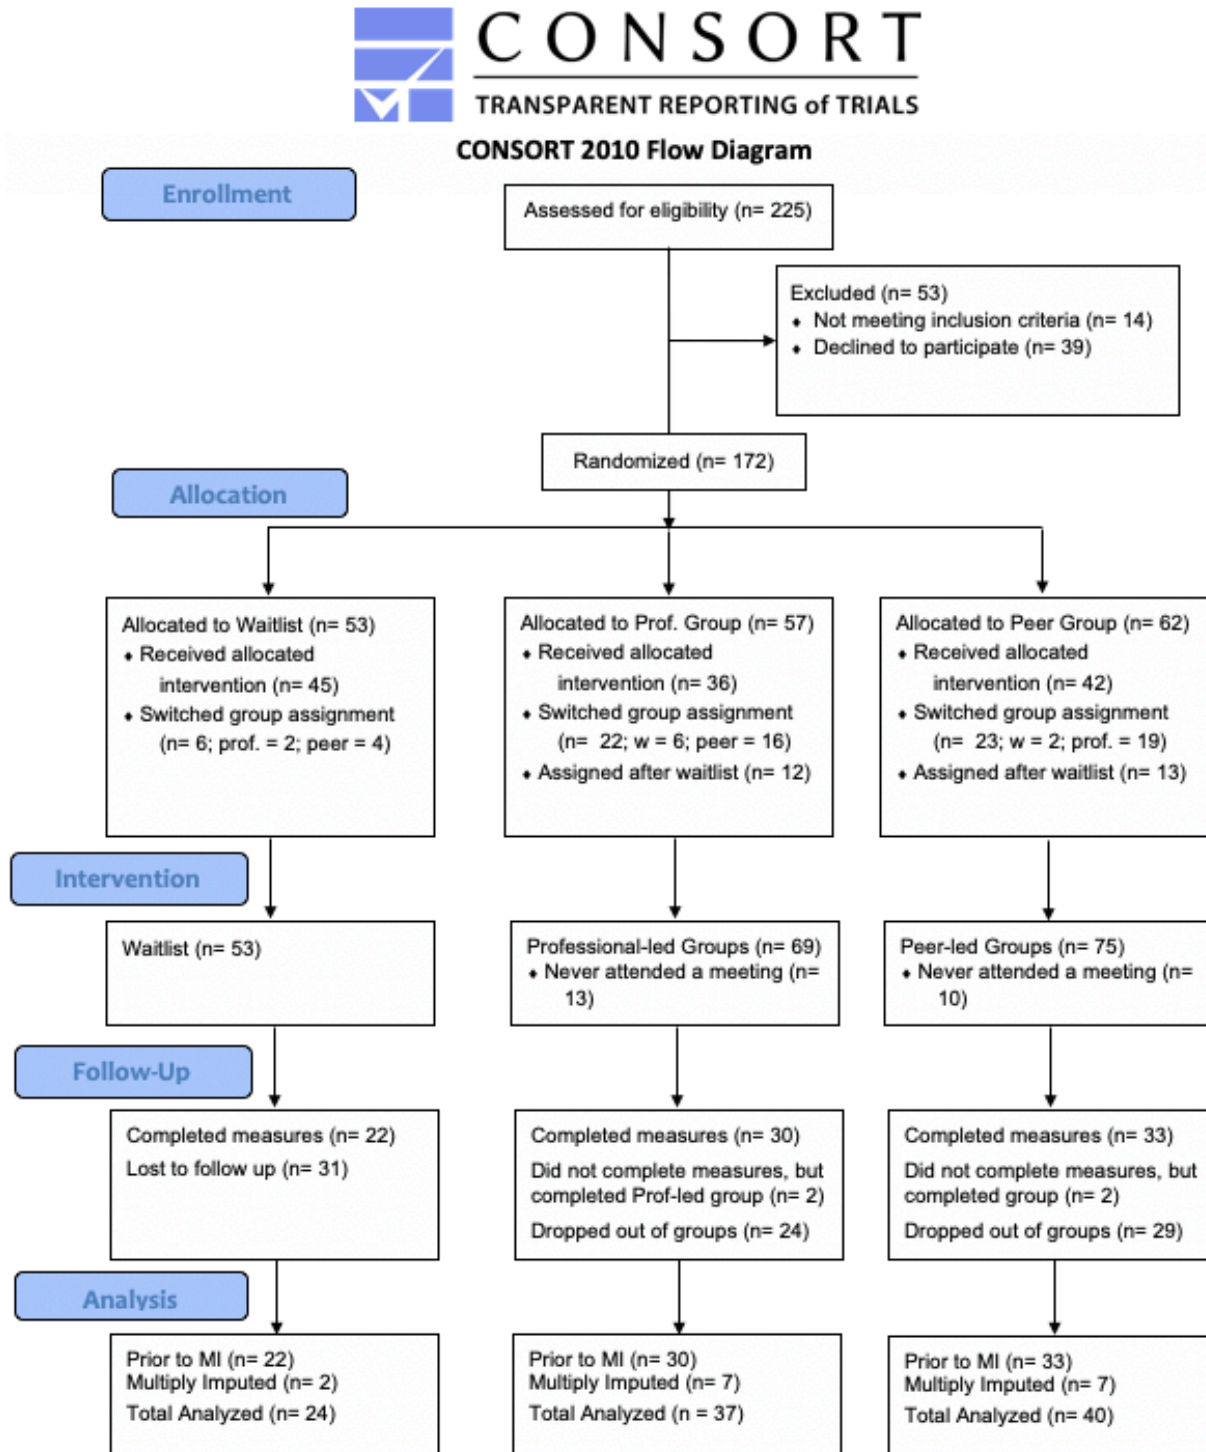 CONSORT
TRANSPARENT REPORTING of TRIALS
CONSORT 2010 Flow Diagram
Enrollment
Assessed for eligibility (n= 225)
Excluded (n= 53)
♦ Not meeting inclusion criteria (n= 14)
♦ Declined to participate (n= 39)
Randomized (n= 172)
Allocation
Allocated to Waitlist (n= 53)
♦ Received allocated
intervention (n= 45)
♦ Switched group assignment
(n= 6; prof. = 2; peer = 4)
Allocated to Prof. Group (n= 57)
♦ Received allocated
intervention (n= 36)
♦ Switched group assignment
(n= 22; w = 6; peer = 16)
♦ Assigned after waitlist (n= 12)
Allocated to Peer Group (n= 62)
♦ Received allocated
intervention (n= 42)
♦ Switched group assignment
(n= 23; w = 2; prof. = 19)
♦ Assigned after waitlist (n= 13)
Intervention
Waitlist (n= 53)
Professional-led Groups (n= 69)
♦ Never attended a meeting (n=
13)
Peer-led Groups (n= 75)
♦ Never attended a meeting (n=
10)
Follow-Up
Completed measures (n= 22)
Lost to follow up (n= 31)
Completed measures (n= 30)
Did not complete measures, but
completed Prof-led group (n= 2)
Dropped out of groups (n= 24)
Completed measures (n= 33)
Did not complete measures, but
completed group (n= 2)
Dropped out of groups (n= 29)
Analysis
Prior to MI (n= 22)
Multiply Imputed (n= 2)
Total Analyzed (n= 24)
Prior to MI (n= 30)
Multiply Imputed (n= 7)
Total Analyzed (n = 37)
Prior to MI (n= 33)
Multiply Imputed (n= 7)
Total Analyzed (n= 40)